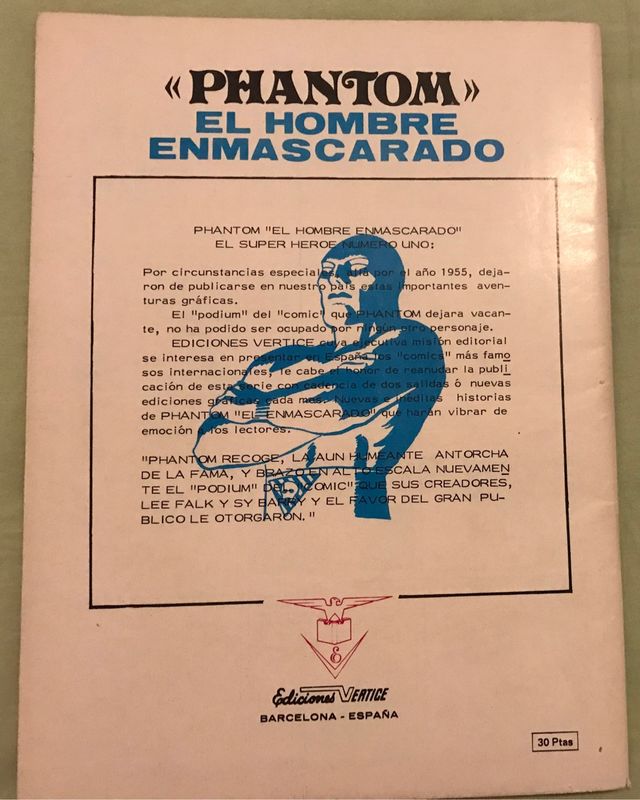 «PHANTOM»
EL HOMBRE
ENMASCARADO
PHANTOM "EL HOMBRE ENMASCARADO"
EL SUPER HEROE NUMERO UNO:
Por circunstancias especiales, allá por el año 1955, deja-
ron de publicarse en nuestro país estas importantes aven-
turas gráficas.
El "podium" del "comic" que PHANTOM dejara vacan-
te, no ha podido ser ocupado por ningún otro personaje.
EDICIONES VERTICE cuya ejecutiva misión editorial
se interesa en presentar en España los "comics" más famo
sos internacionales, le cabe el honor de reanudar la publi
cación de esta serie con cadencia de dos salidas ó nuevas
ediciones gráficas cada mes. Nuevas e inéditas historias
de PHANTOM "EL ENMASCARADO" que harán vibrar de
emoción a los lectores.
"PHANTOM RECOGE, LA AUN HUMEANTE ANTORCHA
DE LA FAMA, Y BRAZO EN ALTO ESCALA NUEVAMEN
TE EL "PODIUM" DEL "COMIC" QUE SUS CREADORES,
LEE FALK Y SY BARRY Y EL FAVOR DEL GRAN PU-
BLICO LE OTORGARON."
E
Ediciones VERTICE
BARCELONA - ESPAÑA
30 Ptas